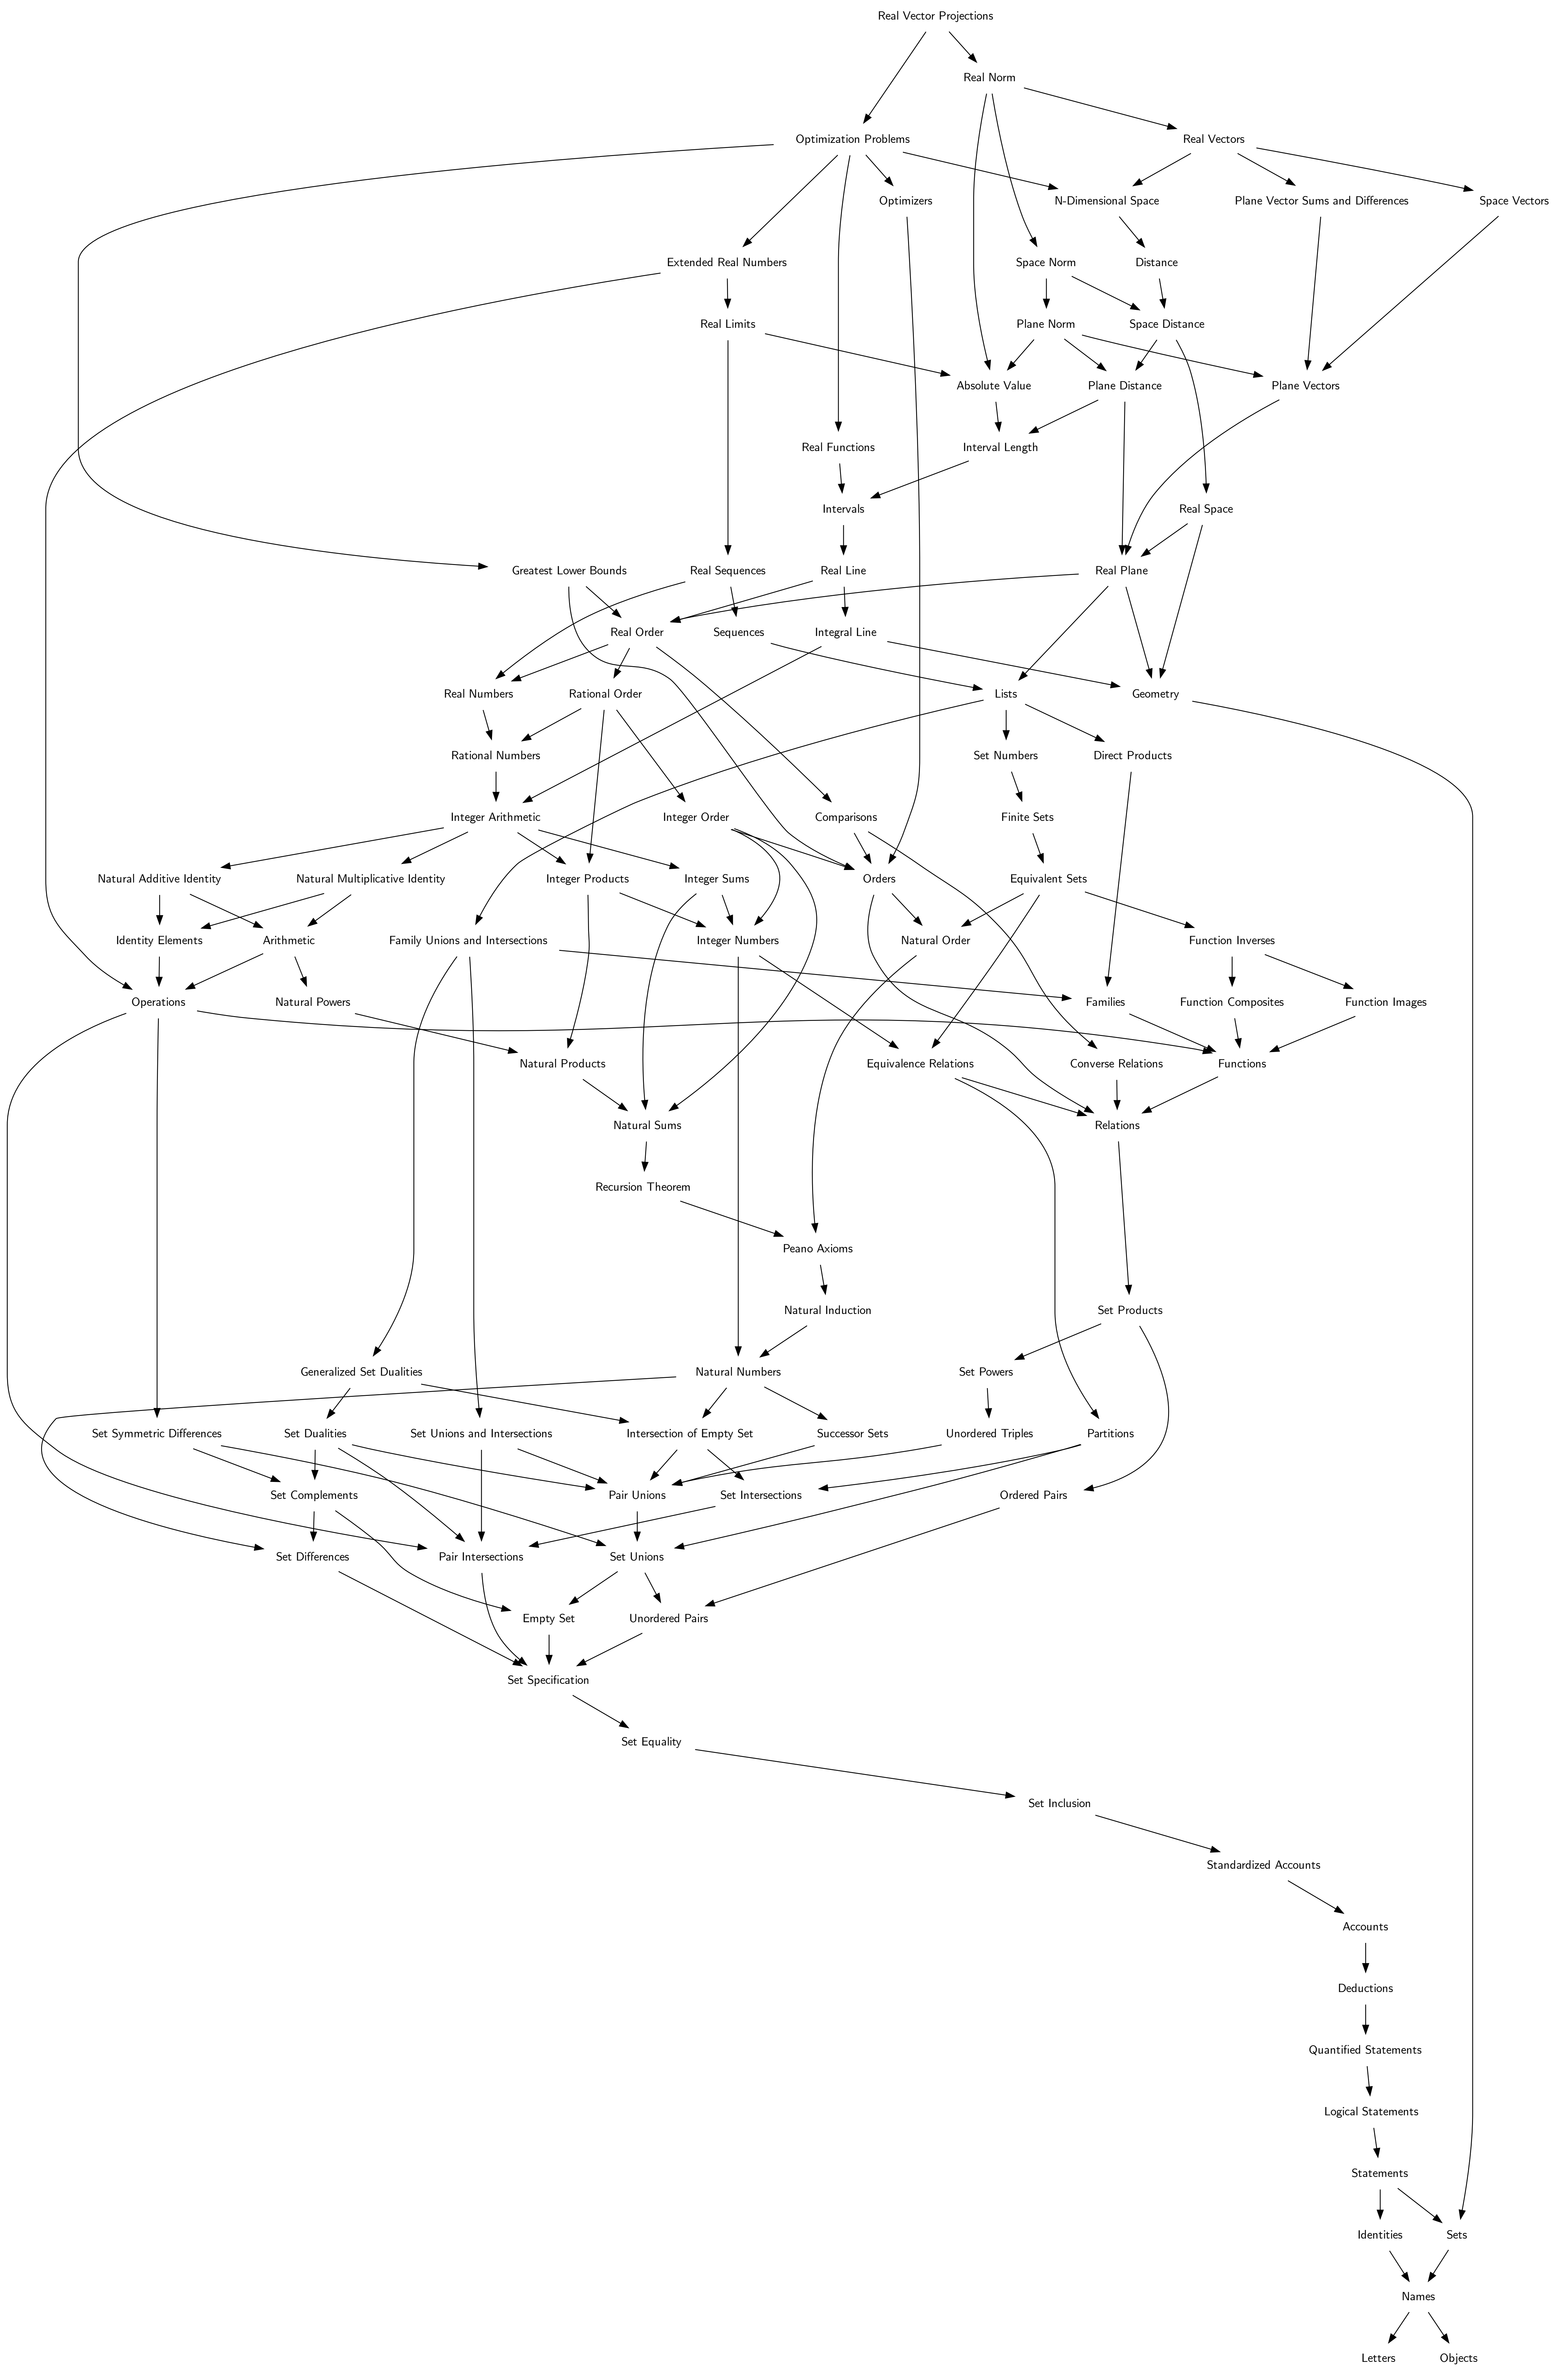 Real Vector Projections
Real Norm
Optimization Problems
Real Vectors
Optimizers
N-Dimensional Space
Plane Vector Sums and Differences
Space Vectors
Extended Real Numbers
Space Norm
Distance
Real Limits
Plane Norm
Space Distance
Absolute Value
Plane Distance
Plane Vectors
Real Functions
Interval Length
Intervals
Real Space
Greatest Lower Bounds
Real Sequences
Real Line
Real Plane
Real Order
Sequences
Integral Line
Real Numbers
Rational Order
Lists
Geometry
Rational Numbers
Set Numbers
Direct Products
Integer Arithmetic
Integer Order
Comparisons
Finite Sets
Natural Additive Identity
Natural Multiplicative Identity
Integer Products
Integer Sums
Orders
Equivalent Sets
Identity Elements
Arithmetic
Family Unions and Intersections
Integer Numbers
Natural Order
Function Inverses
Operations
Natural Powers
Families
Function Composites
Function Images
Natural Products
Equivalence Relations
Converse Relations
Functions
Natural Sums
Relations
Recursion Theorem
Peano Axioms
Natural Induction
Set Products
Generalized Set Dualities
Natural Numbers
Set Powers
Set Symmetric Differences
Set Dualities
Set Unions and Intersections
Intersection of Empty Set
Successor Sets
Unordered Triples
Partitions
Set Complements
Pair Unions
Set Intersections
Ordered Pairs
Set Differences
Pair Intersections
Set Unions
Empty Set
Unordered Pairs
Set Specification
Set Equality
Set Inclusion
Standardized Accounts
Accounts
Deductions
Quantified Statements
Logical Statements
Statements
Identities
Sets
Names
Letters
Objects